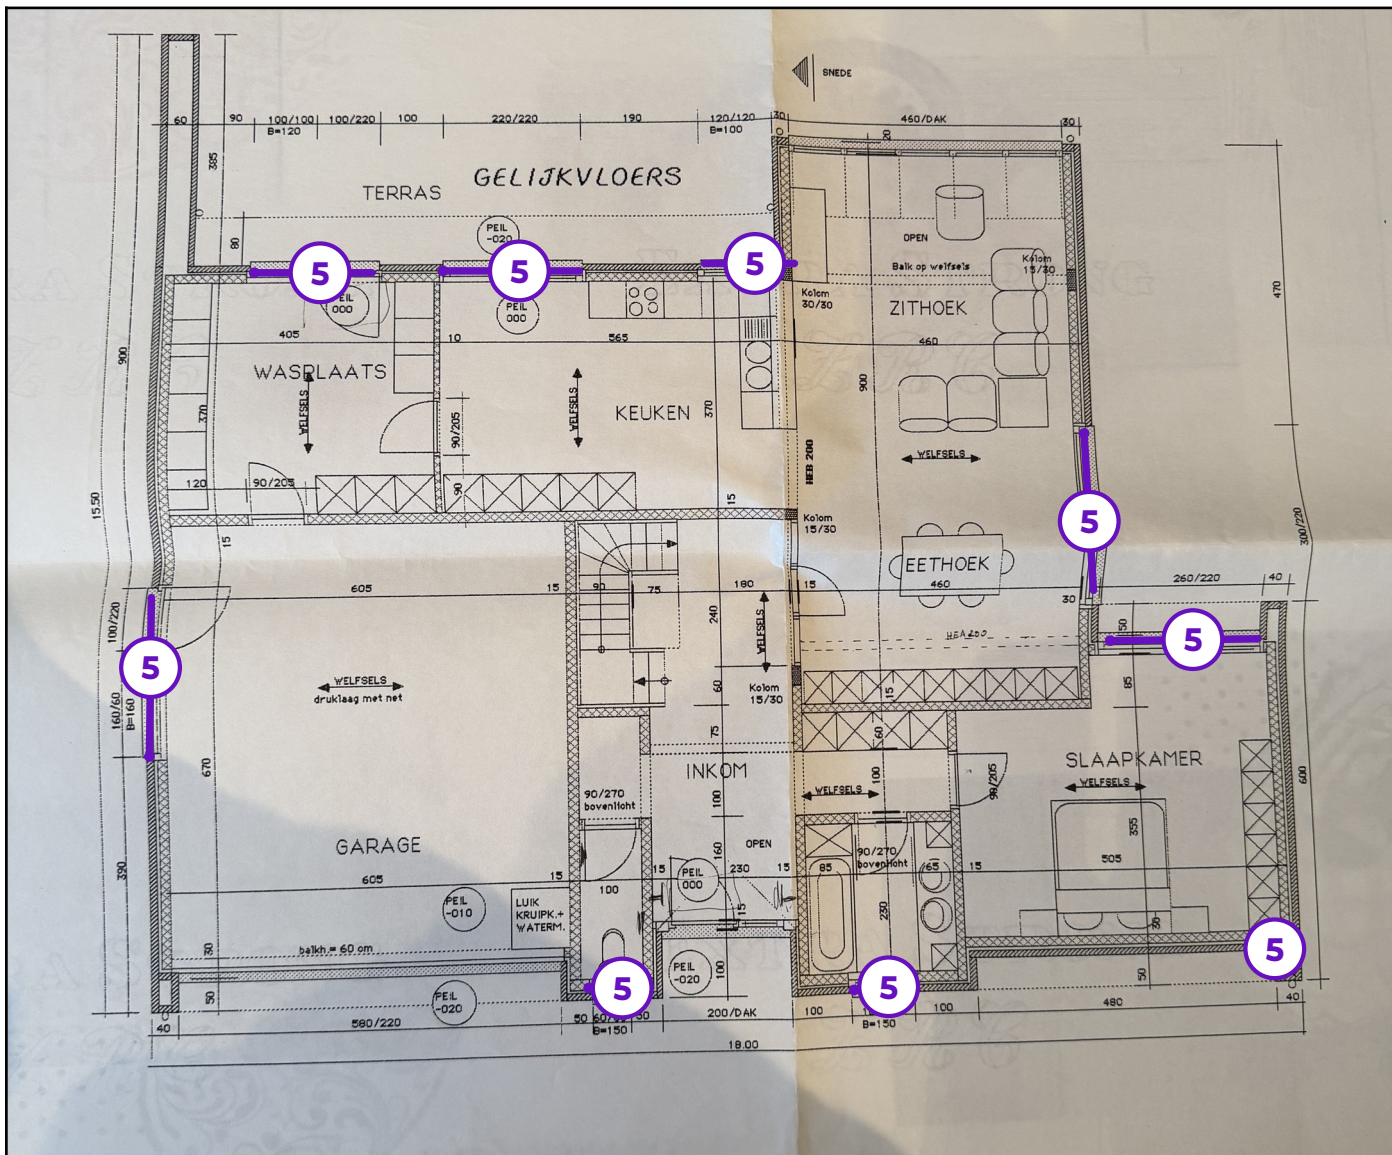 SNEDE
60
90
100/100
B=120
100/220
100
220/220
190
120/120
B=100
30
460/DAK
30
20
385
TERRAS
GELIJKVLOERS
PEIL
-020
80
OPEN
Balk op welfsels
Kolom
15/30
5
5
5
PEIL
000
PEIL
000
Kolom
30/30
ZITHOEK
470
405
10
565
460
900
WASPLAATS
WELFSELS
WELFSELS
KEUKEN
370
370
900
90/205
HEB 200
WELFSELS
120
90/205
90
15
15.50
15
Kolom
15/30
5
300/220
EETHOEK
605
15
90
75
180
15
460
30
260/220
40
100/220
240
WELFSELS
HEA200
50
5
5
160/60
B=160
WELFSELS
druklaag met net
60
Kolom
15/30
15
85
75
60
INKOM
SLAAPKAMER
670
100
100
WELFSELS
WELFSELS
90/205
600
90/270
bovenlicht
355
GARAGE
160
OPEN
90/270
bovenlicht
390
605
15
100
15
PEIL
000
230
15
85
65
15
505
PEIL
-010
LUIK
KRUIPK.+
WATERM.
15
230
30
30
balkh.= 60 cm
5
PEIL
-020
100
50
50
PEIL
-020
5
5
40
580/220
50
B=150
200/DAK
100
B=150
100
480
40
18.00